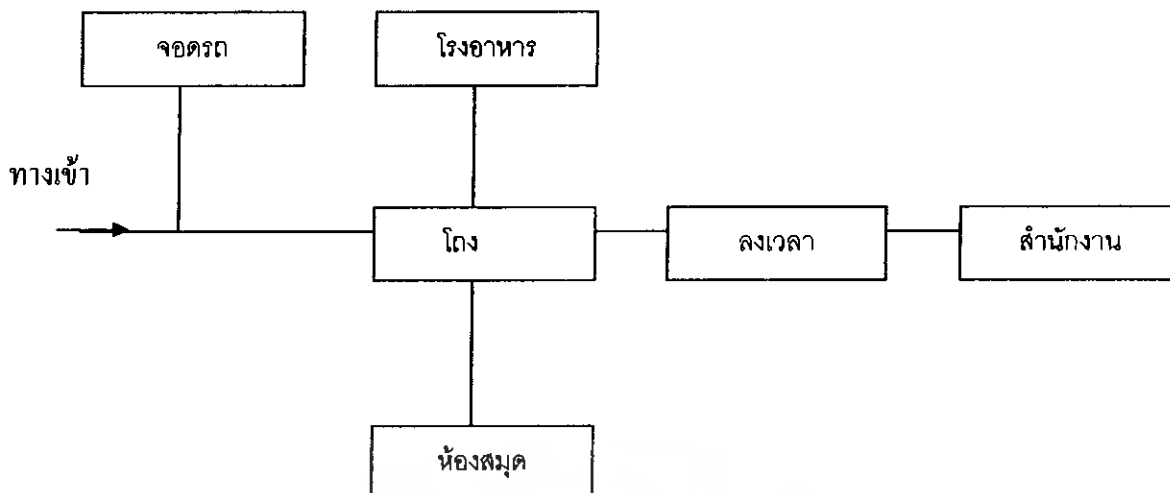 จอดรถ
โรงอาหาร
ทางเข้า
โถง
ลงเวลา
สำนักงาน
ห้องสมุด